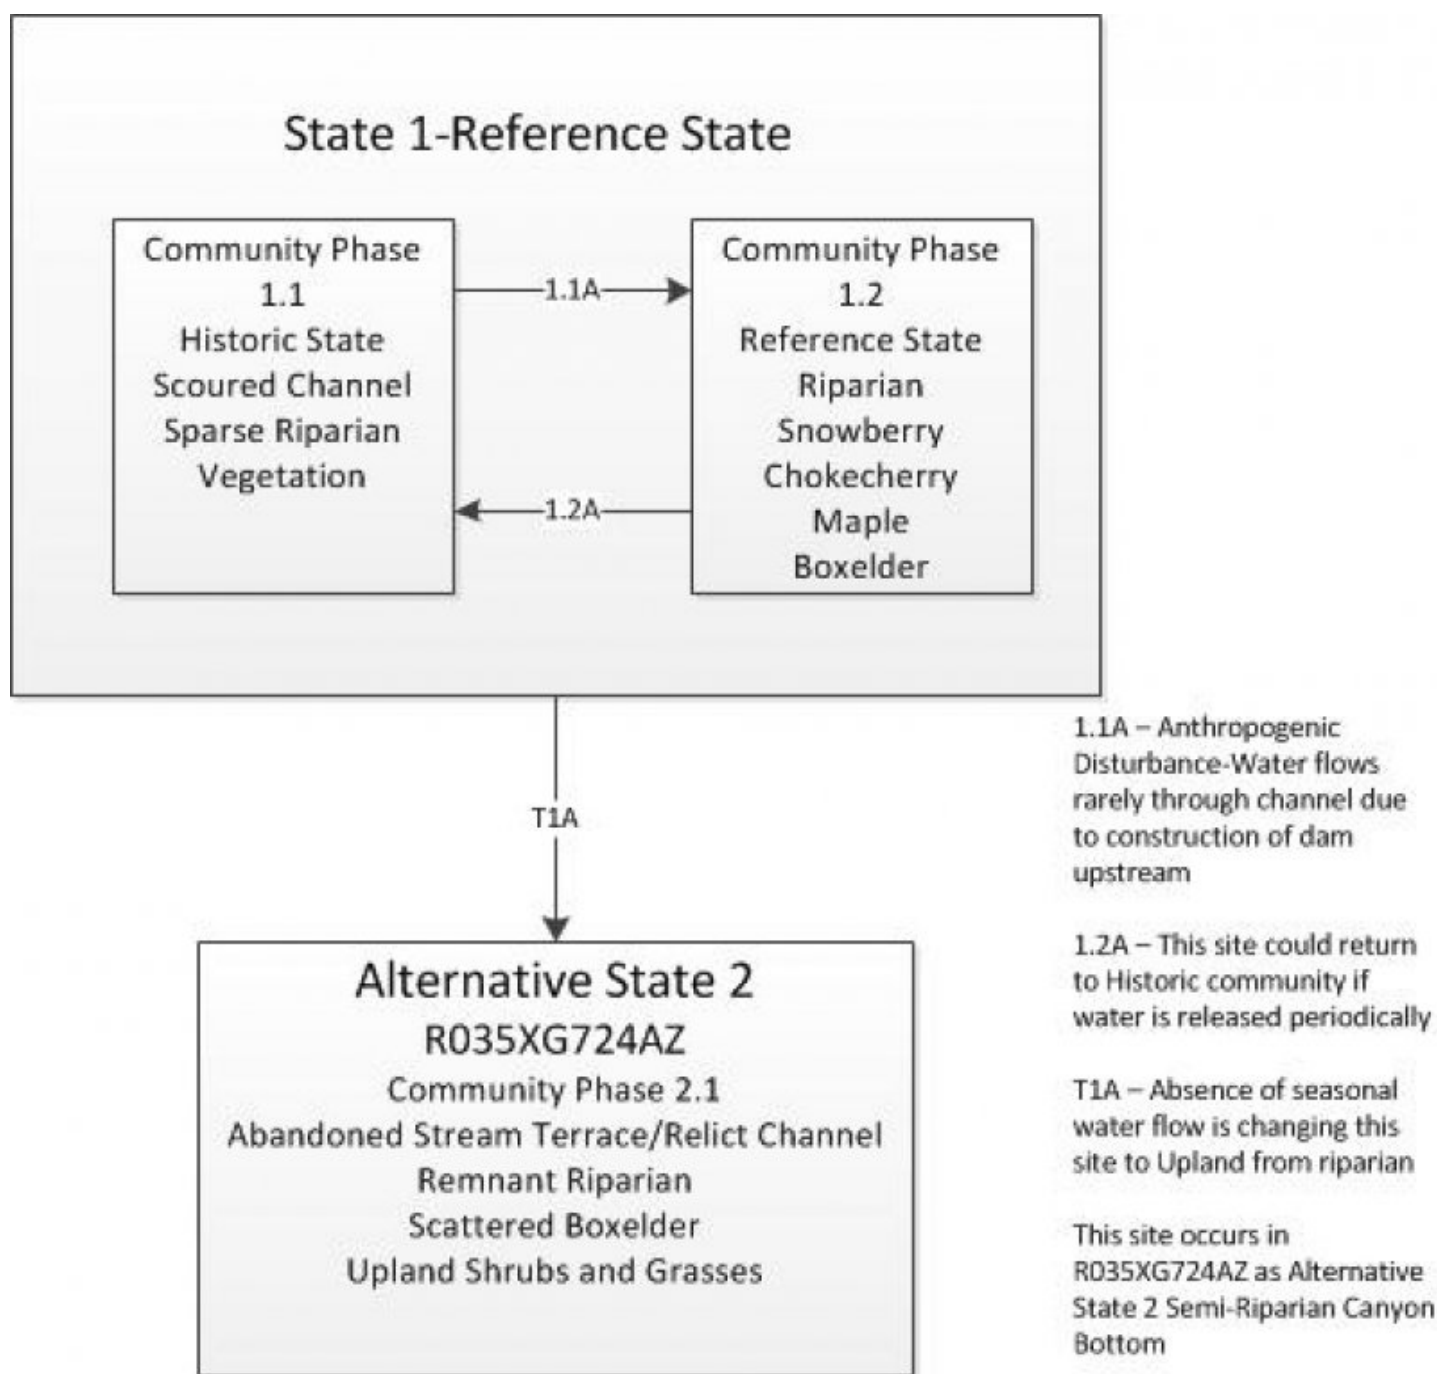 State 1-Reference State
Community Phase
1.1
Historic State
Scoured Channel
Sparse Riparian
Vegetation
1.1A
1.2A
Community Phase
1.2
Reference State
Riparian
Snowberry
Chokecherry
Maple
Boxelder
T1A
Alternative State 2
R035XG724AZ
Community Phase 2.1
Abandoned Stream Terrace/Relict Channel
Remnant Riparian
Scattered Boxelder
Upland Shrubs and Grasses
1.1A – Anthropogenic
Disturbance-Water flows
rarely through channel due
to construction of dam
upstream
1.2A – This site could return
to Historic community if
water is released periodically
T1A – Absence of seasonal
water flow is changing this
site to Upland from riparian
This site occurs in
R035XG724AZ as Alternative
State 2 Semi-Riparian Canyon
Bottom